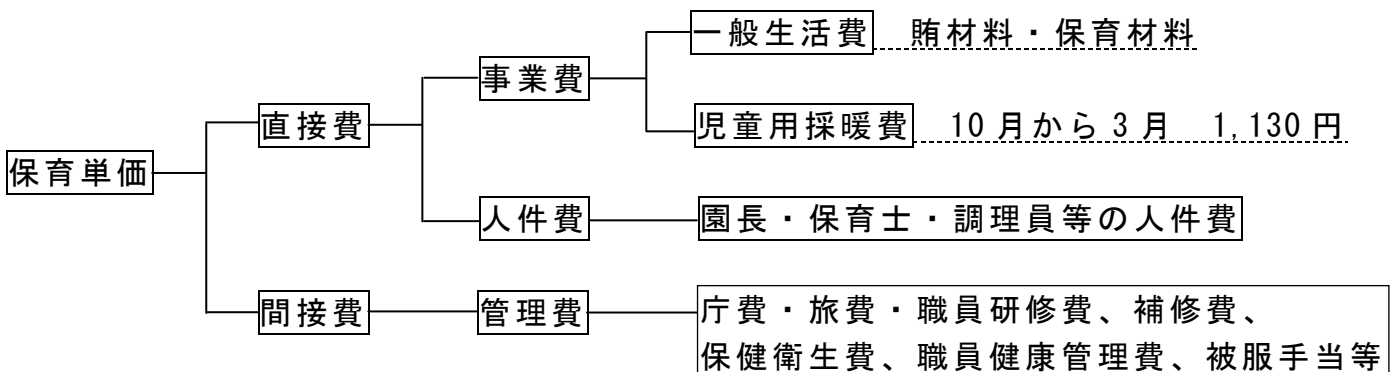 一般生活費 賄材料・保育材料
事業費
児童用採暖費 10月から3月 1,130円
直接費
保育単価
人件費 園長・保育士・調理員等の人件費
間接費 管理費 庁費・旅費・職員研修費、補修費、
保健衛生費、職員健康管理費、被服手当等